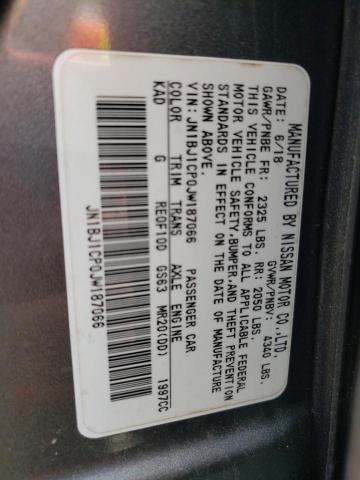 MANUFACTURED BY NISSAN MOTOR CO.,LTD.
DATE: 6/18 GVWR/PNBV: 4340 LBS.
GAWR/PNBE FR: 2325 LBS. RR: 2050 LBS.
THIS VEHICLE CONFORMS TO ALL APPLICABLE FEDERAL
MOTOR VEHICLE SAFETY,BUMPER,AND THEFT PREVENTION
STANDARDS IN EFFECT ON THE DATE OF MANUFACTURE
SHOWN ABOVE.
VIN: JN1BJ1CP0JW187066 PASSENGER CAR
COLOR TRIM TRANS AXLE ENGINE
KAD G RE0F10D GS63 MR20(DD) 1997CC
JN1BJ1CP0JW187066